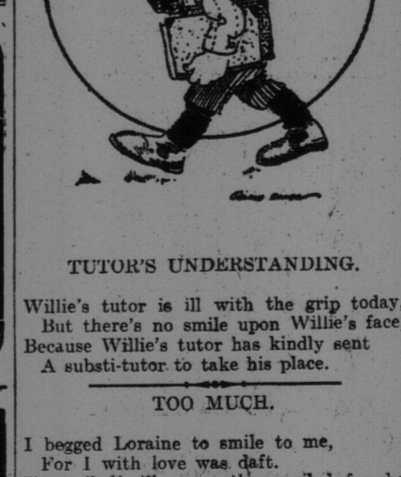 TUTOR'S UNDERSTANDING.
Willie's tutor is ill with the grip today,
But there's no smile upon Willie's face
Because Willie's tutor has kindly sent
A substi-tutor to take his place.
TOO MUCH.
I begged Loraine to smile to me,
For I with love was daft.